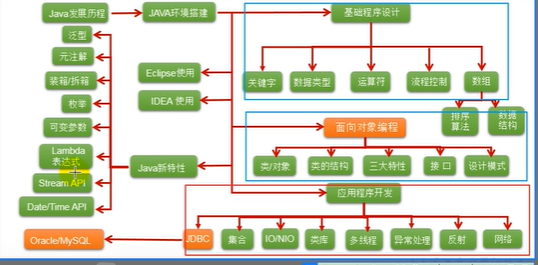 Java发展历程
JAVA环境搭建
基础程序设计
泛型
元注解
装箱/拆箱
枚举
可变参数
Lambda
表达式
Stream API
Date/Time API
Eclipse使用
IDEA 使用
Java新特性
关键字
数据类型
运算符
流程控制
数组
排序
算法
数据
结构
面向对象编程
类/对象
类的结构
三大特性
接 口
设计模式
应用程序开发
Oracle/MySQL
JDBC
集合
IO/NIO
类库
多线程
异常处理
反射
网络